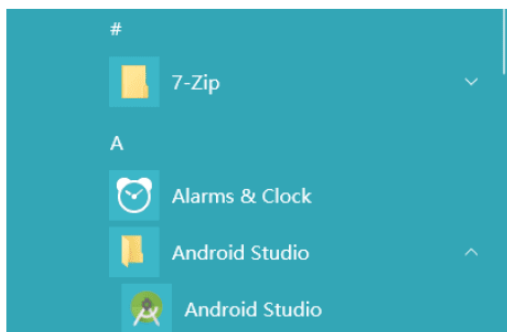 #
7-Zip
A
Alarms & Clock
Android Studio
Android Studio